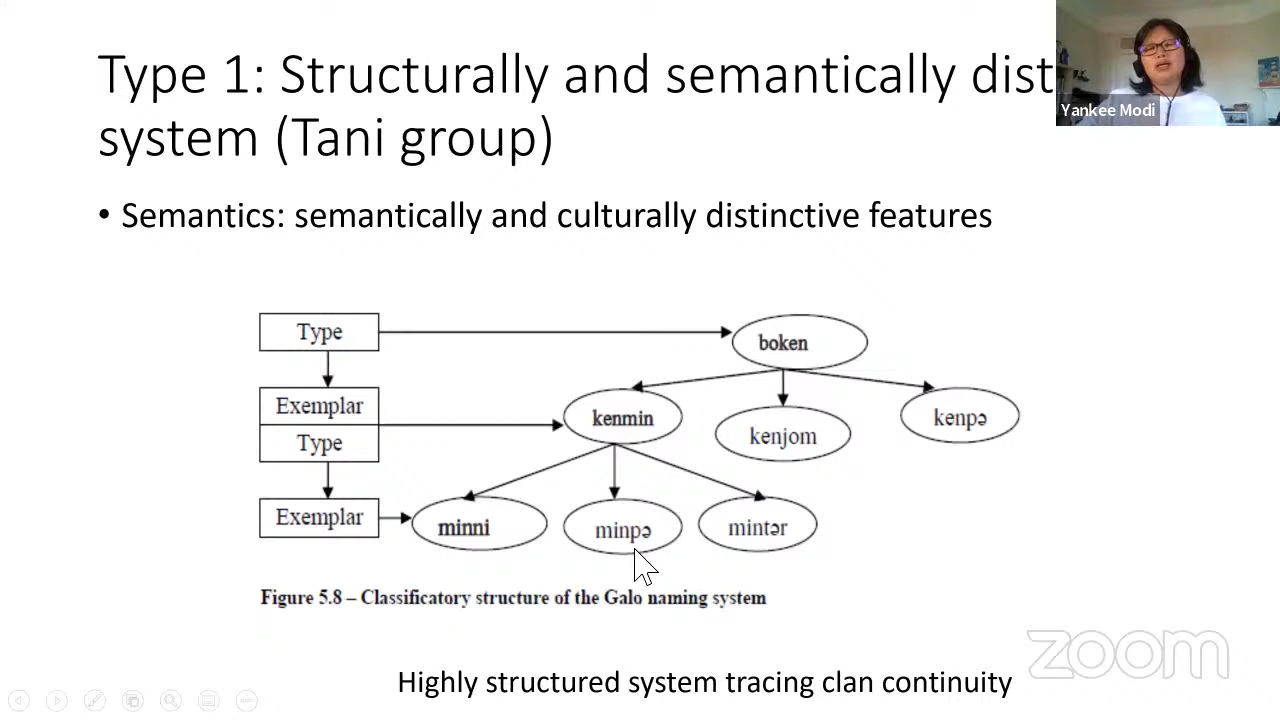 Type 1: Structurally and semantically dist
system (Tani group)
Yankee Modi
• Semantics: semantically and culturally distinctive features
Type
boken
Exemplar
kenmin
kenjom
kenpə
Type
Exemplar
minni
minpə
mintər
Figure 5.8 – Classificatory structure of the Galo naming system
zoom
Highly structured system tracing clan continuity